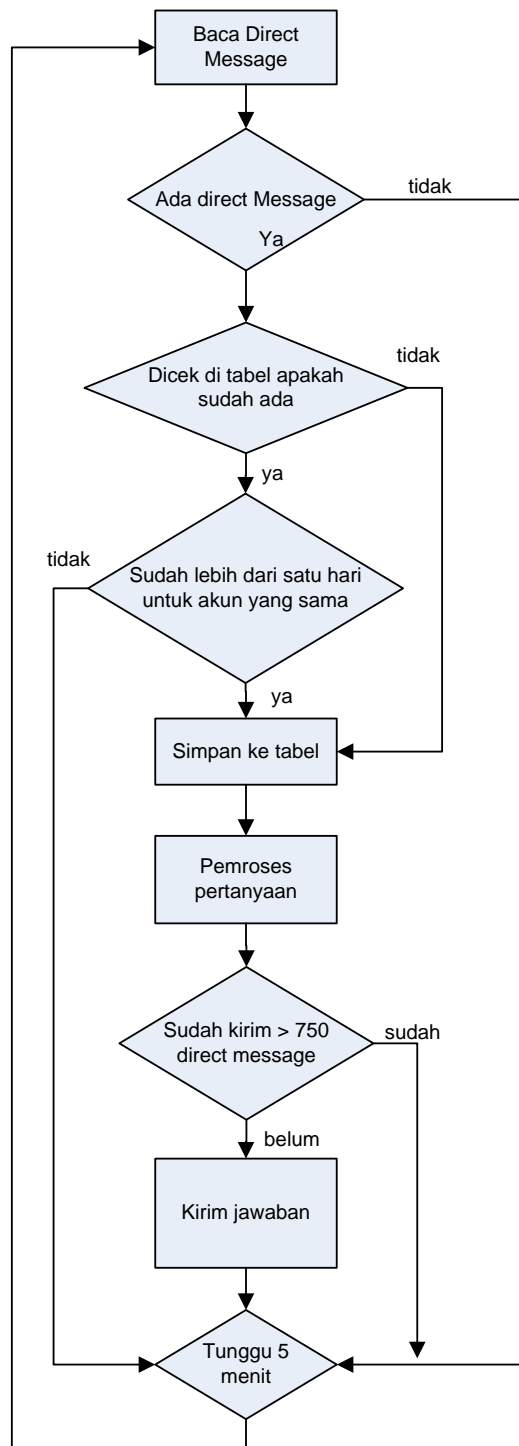 Baca Direct
Message
Ada direct Message
tidak
Ya
Dicek di tabel apakah
sudah ada
tidak
ya
tidak
Sudah lebih dari satu hari
untuk akun yang sama
ya
Simpan ke tabel
Pemroses
pertanyaan
Sudah kirim > 750
direct message
sudah
belum
Kirim jawaban
Tunggu 5
menit